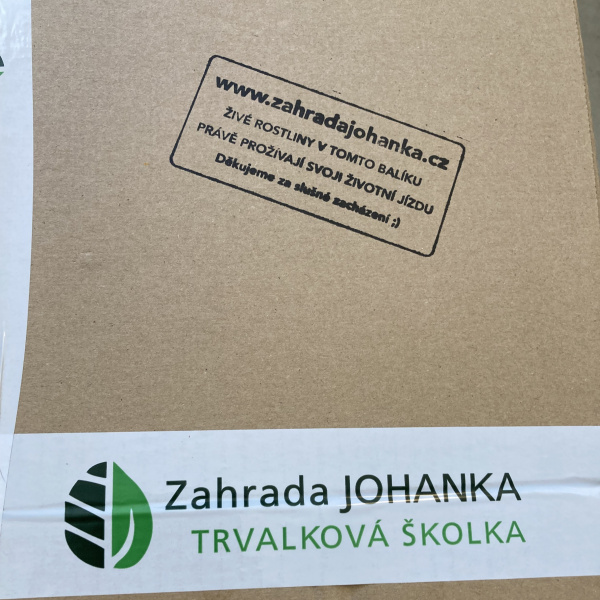 www.zahradajohanka.cz
ŽIVÉ ROSTLINY V TOMTO BALÍKU
PRÁVĚ PROŽÍVAJÍ SVOJI ŽIVOTNÍ JÍZDU
Děkujeme za slušné zacházení ;)
Zahrada JOHANKA
TRVALKOVÁ ŠKOLKA